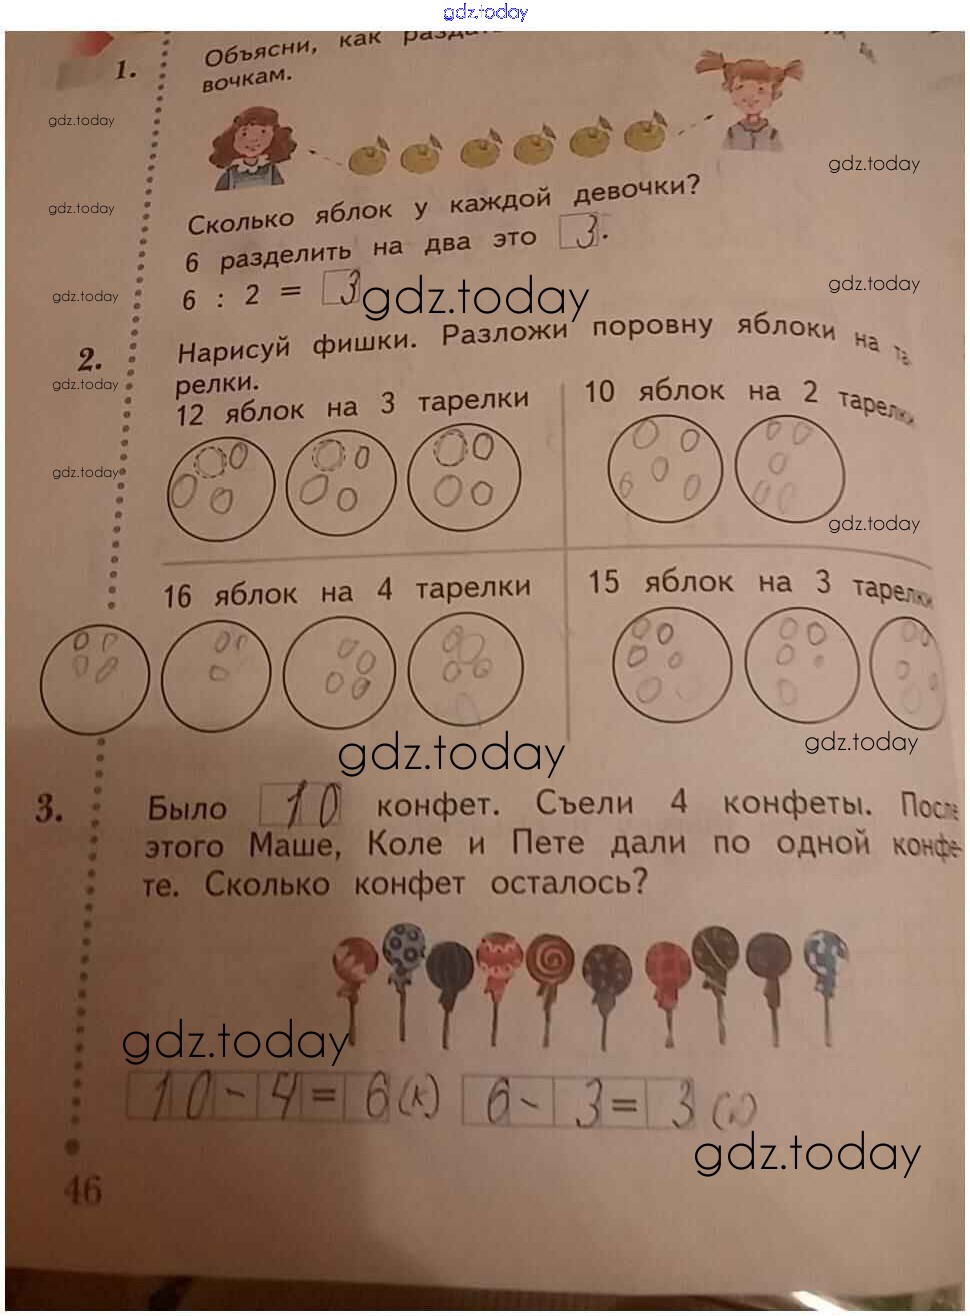 gdz.today
1. Объясни, как
вочкам.
gdz.today
gdz.today
gdz.today
Сколько яблок у каждой девочки?
6 разделить на два это 3.
gdz.today
6 : 2 = 3
gdz.today
gdz.today
2. Нарисуй фишки. Разложи поровну яблоки на та
релки.
gdz.today
12 яблок на 3 тарелки
10 яблок на 2 тарелки
gdz.today
gdz.today
16 яблок на 4 тарелки
15 яблок на 3 тарелки
gdz.today
gdz.today
3. Было 10 конфет. Съели 4 конфеты. После
этого Маше, Коле и Пете дали по одной конфе-
те. Сколько конфет осталось?
gdz.today
10 - 4 = 6 (к) 6 - 3 = 3 (к)
gdz.today
46